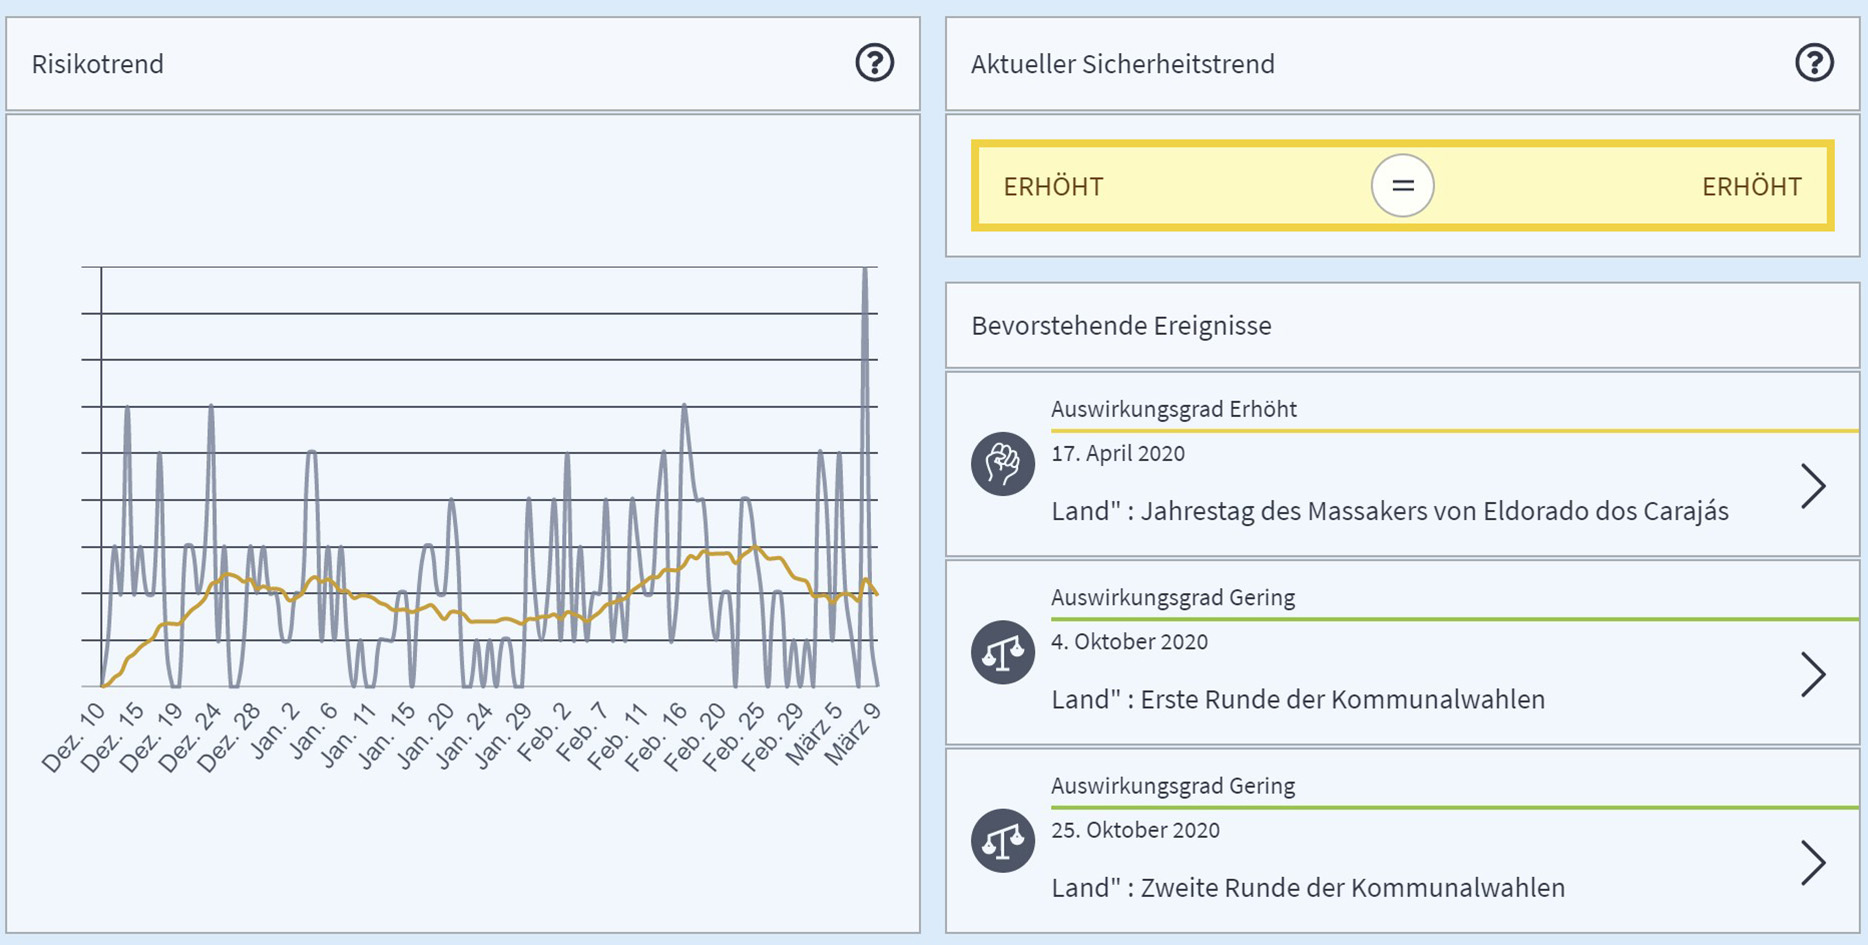 Risikotrend
Dez. 10
Dez. 15
Dez. 19
Dez. 24
Dez. 28
Jan. 2
Jan. 6
Jan. 11
Jan. 15
Jan. 20
Jan. 24
Jan. 29
Feb. 2
Feb. 7
Feb. 11
Feb. 16
Feb. 20
Feb. 25
Feb. 29
März 5
März 9
Aktueller Sicherheitstrend
ERHÖHT = ERHÖHT
Bevorstehende Ereignisse
Auswirkungsgrad Erhöht
17. April 2020
Land" : Jahrestag des Massakers von Eldorado dos Carajás
Auswirkungsgrad Gering
4. Oktober 2020
Land" : Erste Runde der Kommunalwahlen
Auswirkungsgrad Gering
25. Oktober 2020
Land" : Zweite Runde der Kommunalwahlen